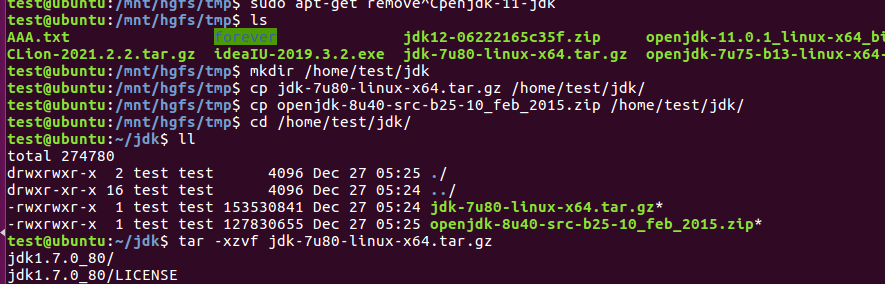 test@ubuntu:/mnt/hgfs/tmp$ sudo apt-get remove^Cpenjdk-11-jdk
test@ubuntu:/mnt/hgfs/tmp$ ls
AAA.txt forever jdk12-06222165c35f.zip openjdk-11.0.1_linux-x64_bi
CLion-2021.2.2.tar.gz ideaIU-2019.3.2.exe jdk-7u80-linux-x64.tar.gz openjdk-7u75-b13-linux-x64-
test@ubuntu:/mnt/hgfs/tmp$ mkdir /home/test/jdk
test@ubuntu:/mnt/hgfs/tmp$ cp jdk-7u80-linux-x64.tar.gz /home/test/jdk/
test@ubuntu:/mnt/hgfs/tmp$ cp openjdk-8u40-src-b25-10_feb_2015.zip /home/test/jdk/
test@ubuntu:/mnt/hgfs/tmp$ cd /home/test/jdk/
test@ubuntu:~/jdk$ ll
total 274780
drwxrwxr-x 2 test test 4096 Dec 27 05:25 ./
drwxr-xr-x 16 test test 4096 Dec 27 05:24 ../
-rwxrwxr-x 1 test test 153530841 Dec 27 05:24 jdk-7u80-linux-x64.tar.gz*
-rwxrwxr-x 1 test test 127830655 Dec 27 05:25 openjdk-8u40-src-b25-10_feb_2015.zip*
test@ubuntu:~/jdk$ tar -xzvf jdk-7u80-linux-x64.tar.gz
jdk1.7.0_80/
jdk1.7.0_80/LICENSE